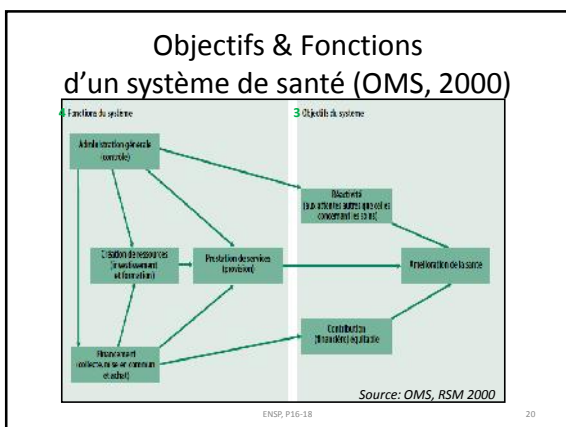 Objectifs & Fonctions
d'un système de santé (OMS, 2000)
4 Fonctions du système
3 Objectifs du système
Administration générale
(contrôle)
Réactivité
(aux attentes autres que celles
concernant les soins)
Création de ressources
(investissement
et formation)
Prestation de services
(provision)
Amélioration de la santé
Financement
(collecte, mise en commun
et achat)
Contribution
(financière) équitable
Source: OMS, RSM 2000
ENSP, P16-18
20